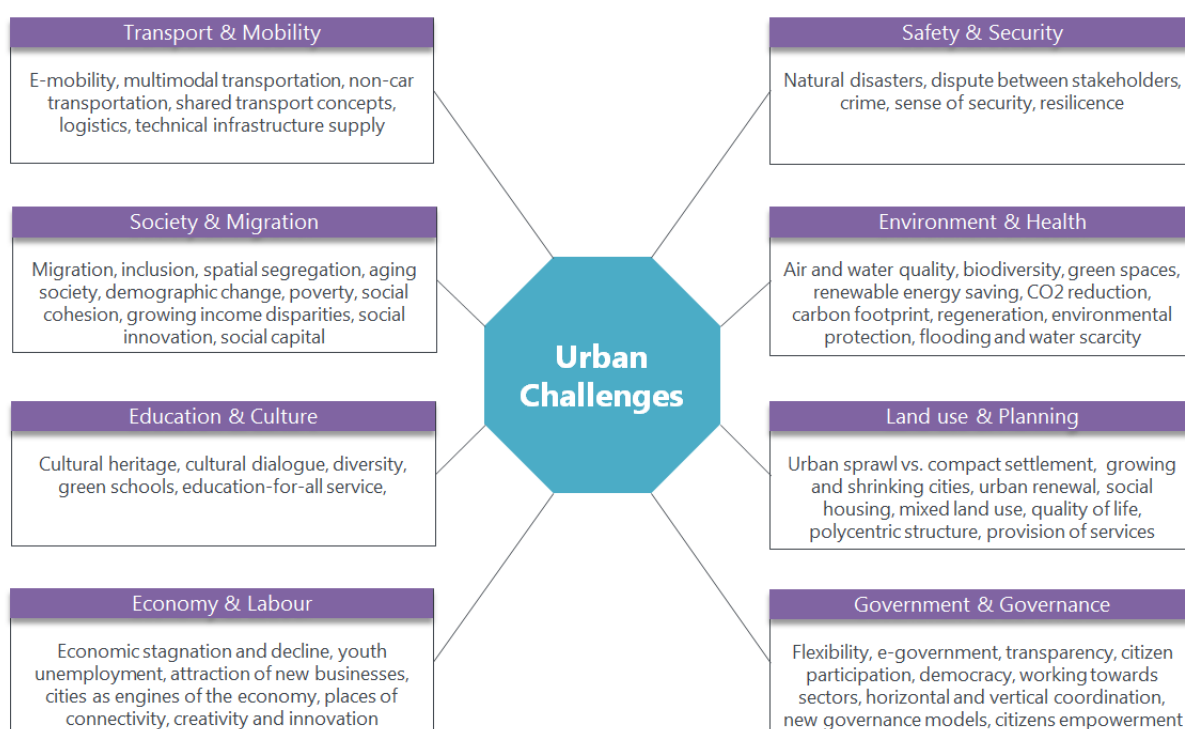 Transport & Mobility
E-mobility, multimodal transportation, non-car
transportation, shared transport concepts,
logistics, technical infrastructure supply
Society & Migration
Migration, inclusion, spatial segregation, aging
society, demographic change, poverty, social
cohesion, growing income disparities, social
innovation, social capital
Education & Culture
Cultural heritage, cultural dialogue, diversity,
green schools, education-for-all service,
Economy & Labour
Economic stagnation and decline, youth
unemployment, attraction of new businesses,
cities as engines of the economy, places of
connectivity, creativity and innovation
Urban
Challenges
Safety & Security
Natural disasters, dispute between stakeholders,
crime, sense of security, resilicence
Environment & Health
Air and water quality, biodiversity, green spaces,
renewable energy saving, CO2 reduction,
carbon footprint, regeneration, environmental
protection, flooding and water scarcity
Land use & Planning
Urban sprawl vs. compact settlement, growing
and shrinking cities, urban renewal, social
housing, mixed land use, quality of life,
polycentric structure, provision of services
Government & Governance
Flexibility, e-government, transparency, citizen
participation, democracy, working towards
sectors, horizontal and vertical coordination,
new governance models, citizens empowerment